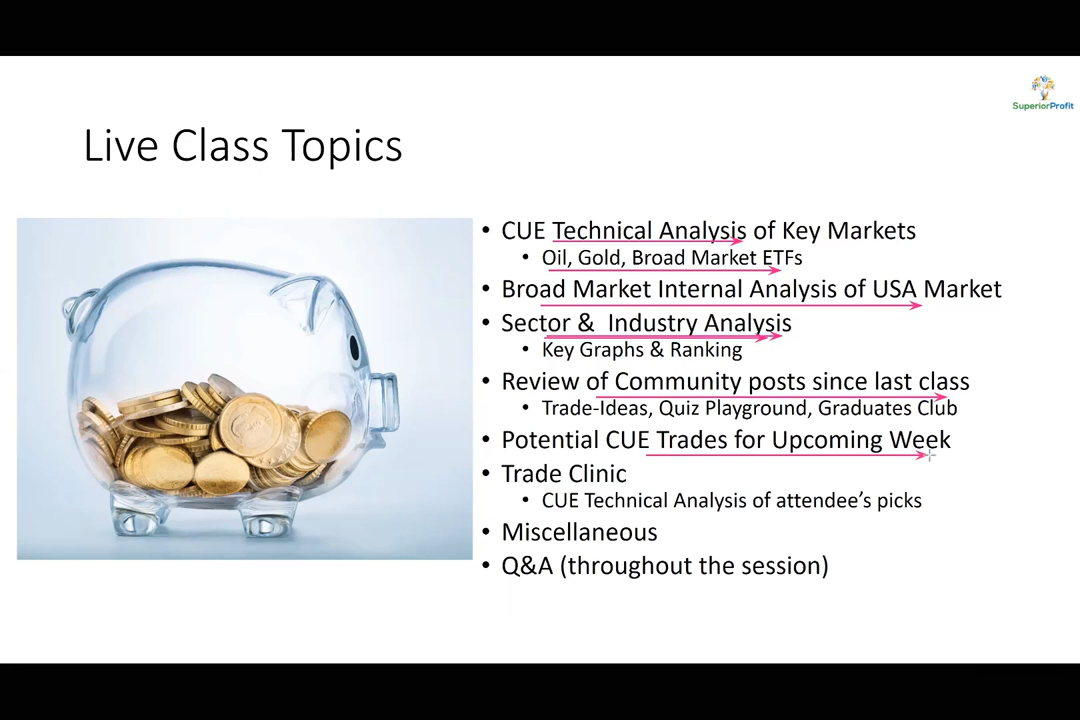 SuperiorProfit
Live Class Topics
• CUE Technical Analysis of Key Markets
• Oil, Gold, Broad Market ETFs
• Broad Market Internal Analysis of USA Market
• Sector & Industry Analysis
• Key Graphs & Ranking
• Review of Community posts since last class
• Trade-Ideas, Quiz Playground, Graduates Club
• Potential CUE Trades for Upcoming Week
• Trade Clinic
• CUE Technical Analysis of attendee’s picks
• Miscellaneous
• Q&A (throughout the session)